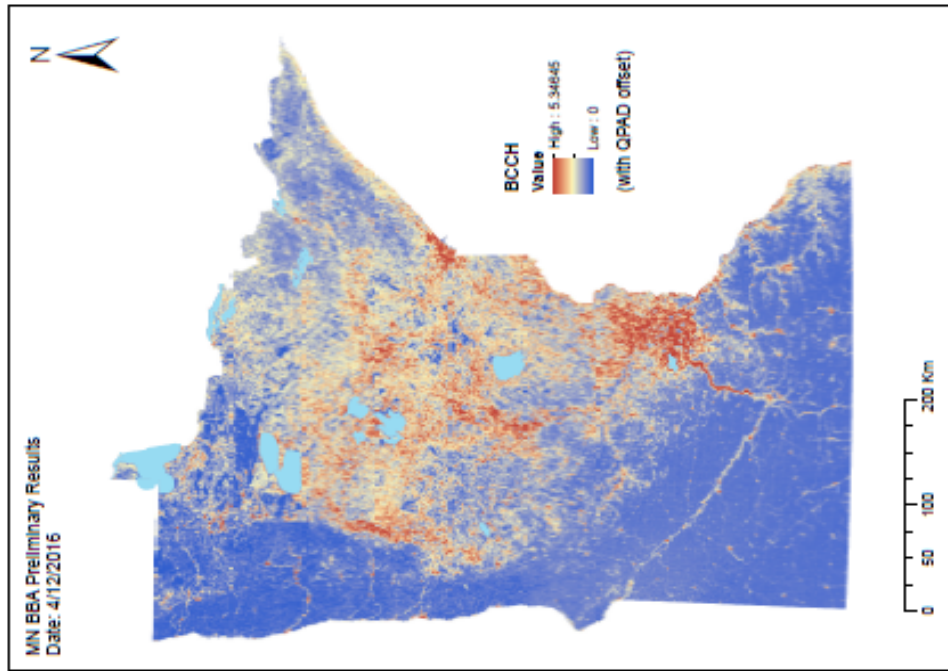 MN BBA Preliminary Results
Date: 4/12/2016
N
BCCH
Value
High : 5.34645
Low : 0
(with QPAD offset)
0 50 100 200 Km